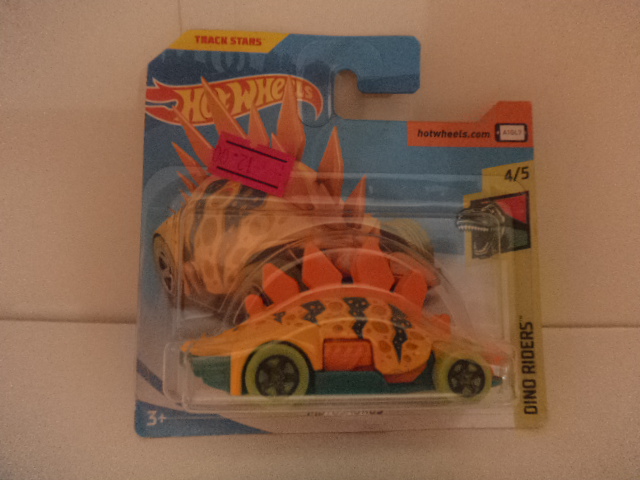 TRACK STARS
HOT WHEELS
hotwheels.com
4/5
DINO RIDERS™
3+